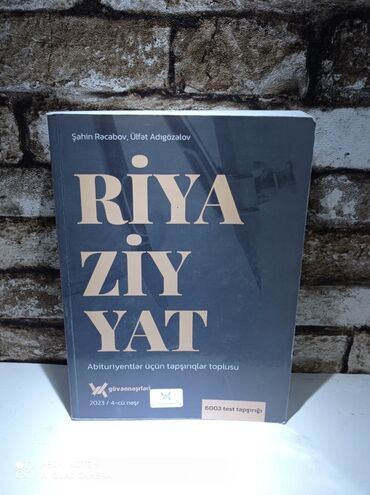 Şahin Rəcəbov, Ülfət Adıgözəlov
RİYA
ZİY
YAT
Abituriyentlər üçün tapşırıqlar toplusu
güvənnəşrləri
2023 / 4-cü nəşr
6003 test tapşırığı